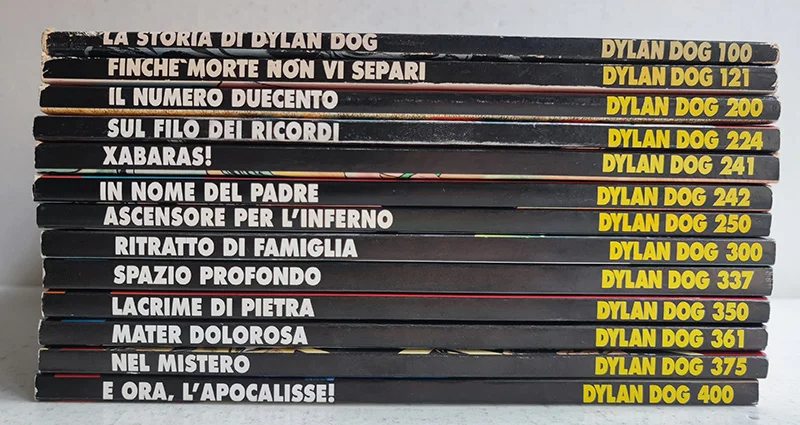 LA STORIA DI DYLAN DOG DYLAN DOG 100
FINCHE MORTE NON VI SEPARI DYLAN DOG 121
IL NUMERO DUECENTO DYLAN DOG 200
SUL FILO DEI RICORDI DYLAN DOG 224
XABARAS! DYLAN DOG 241
IN NOME DEL PADRE DYLAN DOG 242
ASCENSORE PER L'INFERNO DYLAN DOG 250
RITRATTO DI FAMIGLIA DYLAN DOG 300
SPAZIO PROFONDO DYLAN DOG 337
LACRIME DI PIETRA DYLAN DOG 350
MATER DOLOROSA DYLAN DOG 361
NEL MISTERO DYLAN DOG 375
E ORA, L'APOCALISSE! DYLAN DOG 400